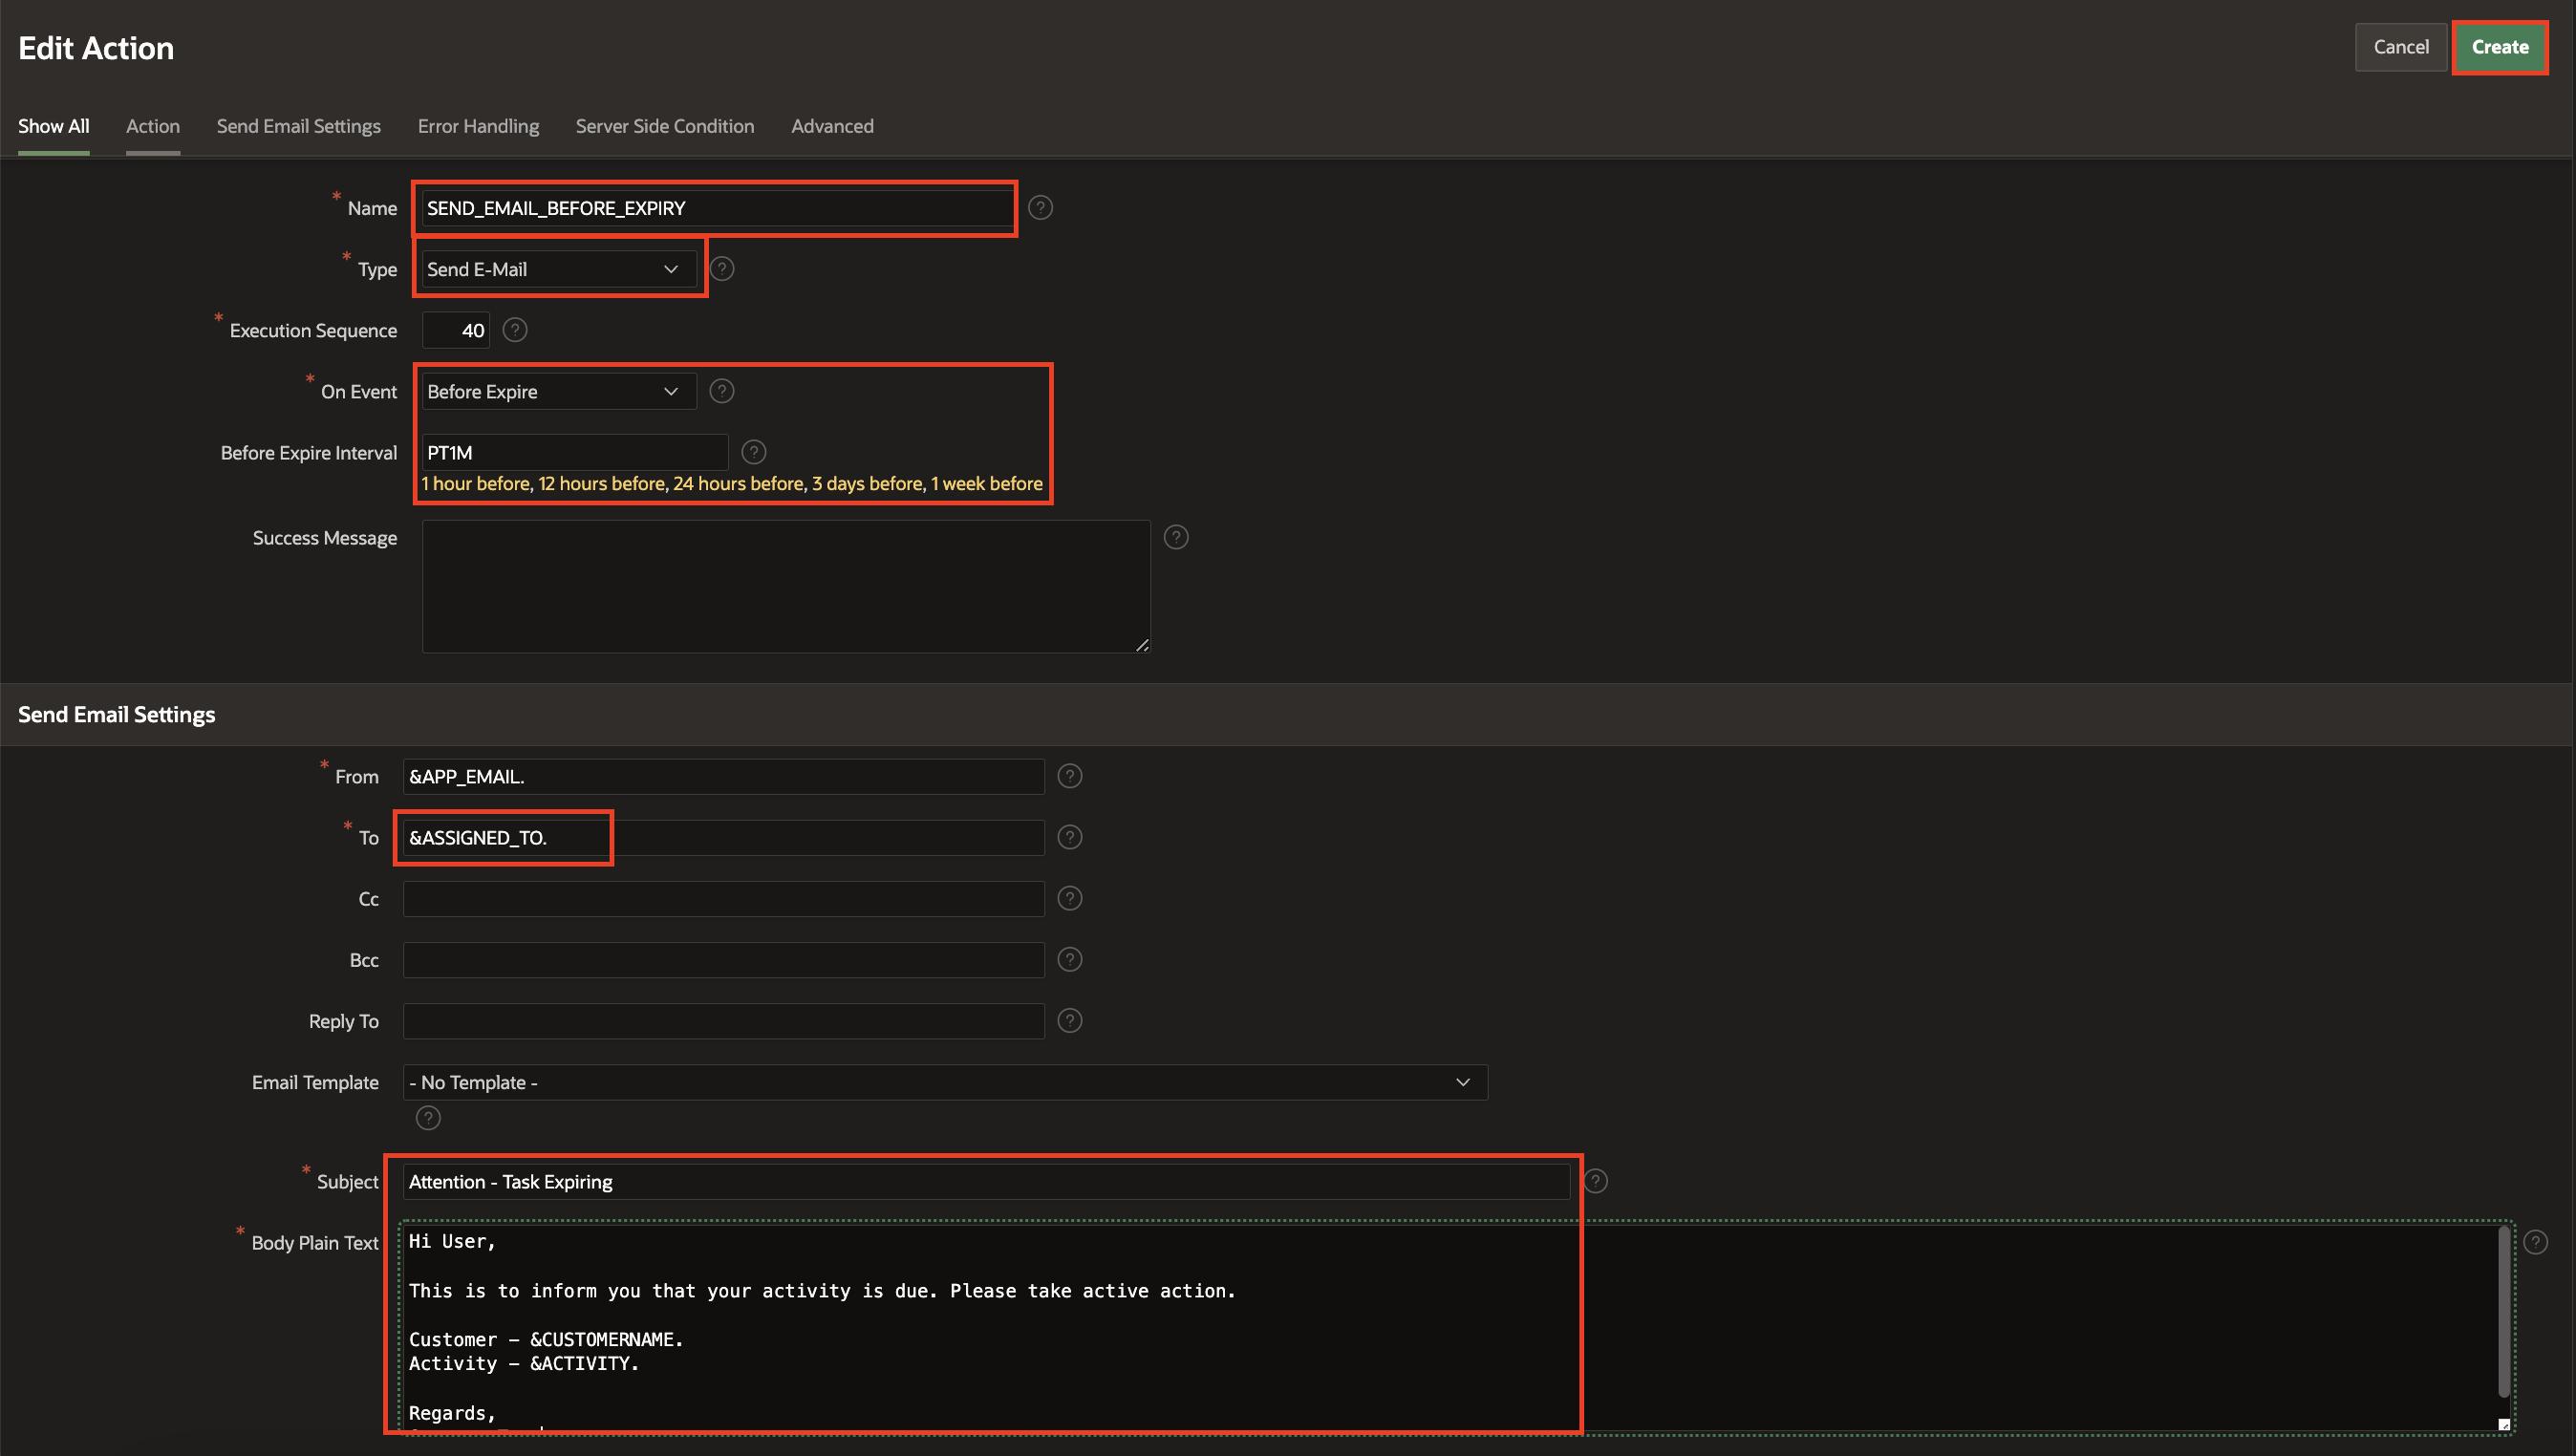 Edit Action
Cancel
Create
Show All
Action
Send Email Settings
Error Handling
Server Side Condition
Advanced
* Name
SEND_EMAIL_BEFORE_EXPIRY
?
* Type
Send E-Mail
?
* Execution Sequence
40
?
* On Event
Before Expire
?
Before Expire Interval
PT1M
?
1 hour before, 12 hours before, 24 hours before, 3 days before, 1 week before
Success Message
?
Send Email Settings
* From
&APP_EMAIL.
?
* To
&ASSIGNED_TO.
?
Cc
?
Bcc
?
Reply To
?
Email Template
- No Template -
?
* Subject
Attention - Task Expiring
?
* Body Plain Text
?
Hi User,
This is to inform you that your activity is due. Please take active action.
Customer - &CUSTOMERNAME.
Activity - &ACTIVITY.
Regards,